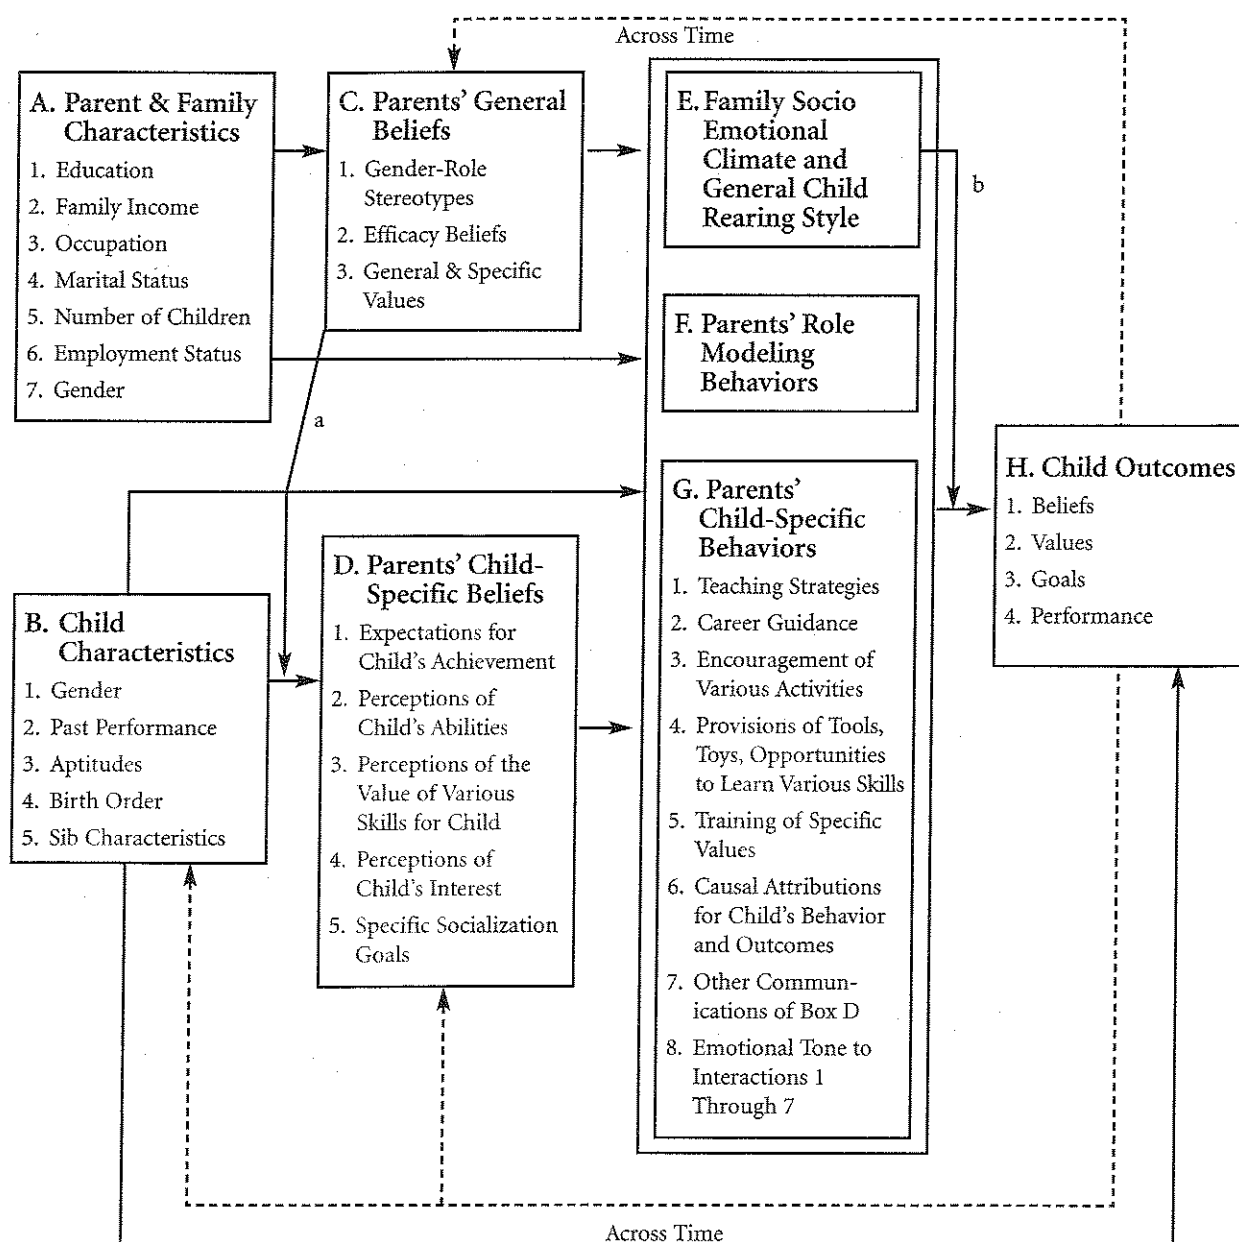 Across Time
A. Parent & Family
Characteristics
1. Education
2. Family Income
3. Occupation
4. Marital Status
5. Number of Children
6. Employment Status
7. Gender
C. Parents' General
Beliefs
1. Gender-Role
Stereotypes
2. Efficacy Beliefs
3. General & Specific
Values
E. Family Socio
Emotional
Climate and
General Child
Rearing Style
b
F. Parents' Role
Modeling
Behaviors
a
B. Child
Characteristics
1. Gender
2. Past Performance
3. Aptitudes
4. Birth Order
5. Sib Characteristics
D. Parents' Child-
Specific Beliefs
1. Expectations for
Child's Achievement
2. Perceptions of
Child's Abilities
3. Perceptions of the
Value of Various
Skills for Child
4. Perceptions of
Child's Interest
5. Specific Socialization
Goals
G. Parents'
Child-Specific
Behaviors
1. Teaching Strategies
2. Career Guidance
3. Encouragement of
Various Activities
4. Provisions of Tools,
Toys, Opportunities
to Learn Various Skills
5. Training of Specific
Values
6. Causal Attributions
for Child's Behavior
and Outcomes
7. Other Commun-
ications of Box D
8. Emotional Tone to
Interactions 1
Through 7
H. Child Outcomes
1. Beliefs
2. Values
3. Goals
4. Performance
Across Time